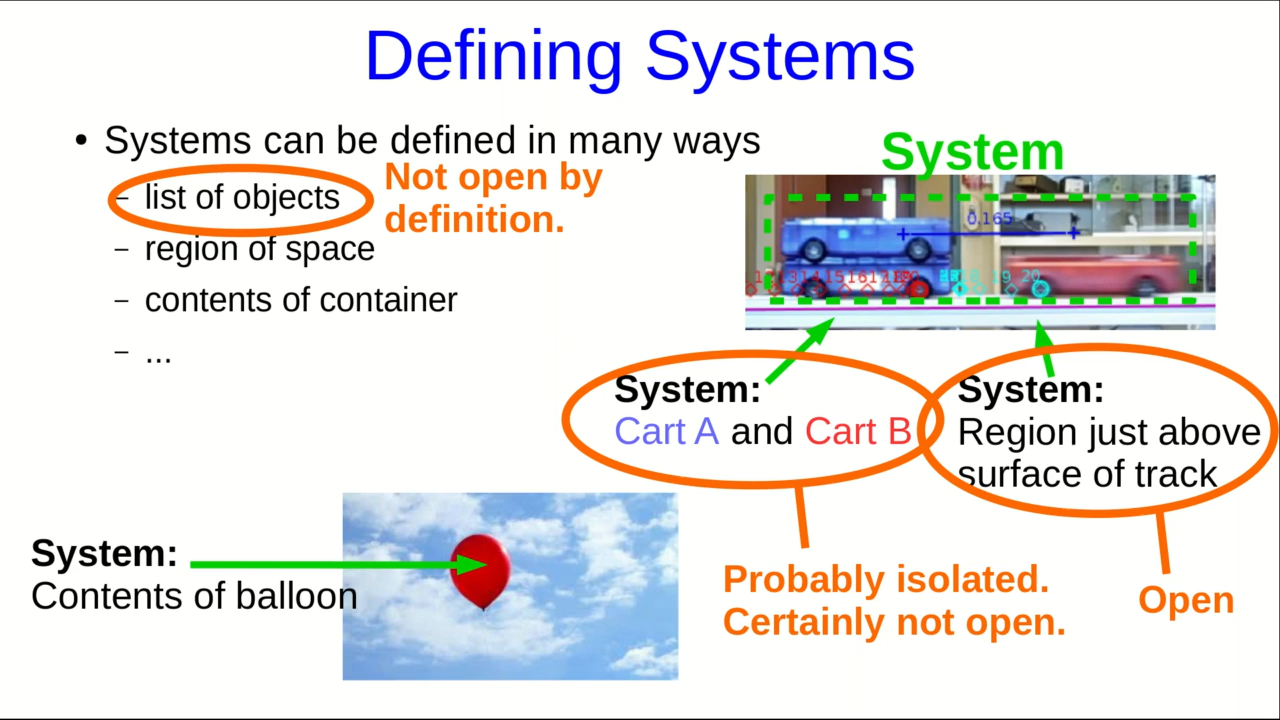 Defining Systems
• Systems can be defined in many ways
– list of objects
Not open by
definition.
– region of space
– contents of container
– ...
System
0.165
20
System:
Cart A and Cart B
System:
Region just above
surface of track
System:
Contents of balloon
Probably isolated.
Certainly not open.
Open